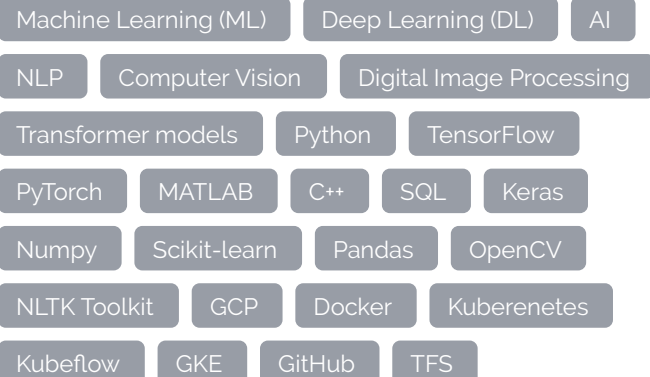 Machine Learning (ML) Deep Learning (DL) AI
NLP Computer Vision Digital Image Processing
Transformer models Python TensorFlow
PyTorch MATLAB C++ SQL Keras
Numpy Scikit-learn Pandas OpenCV
NLTK Toolkit GCP Docker Kuberenetes
Kubeflow GKE GitHub TFS